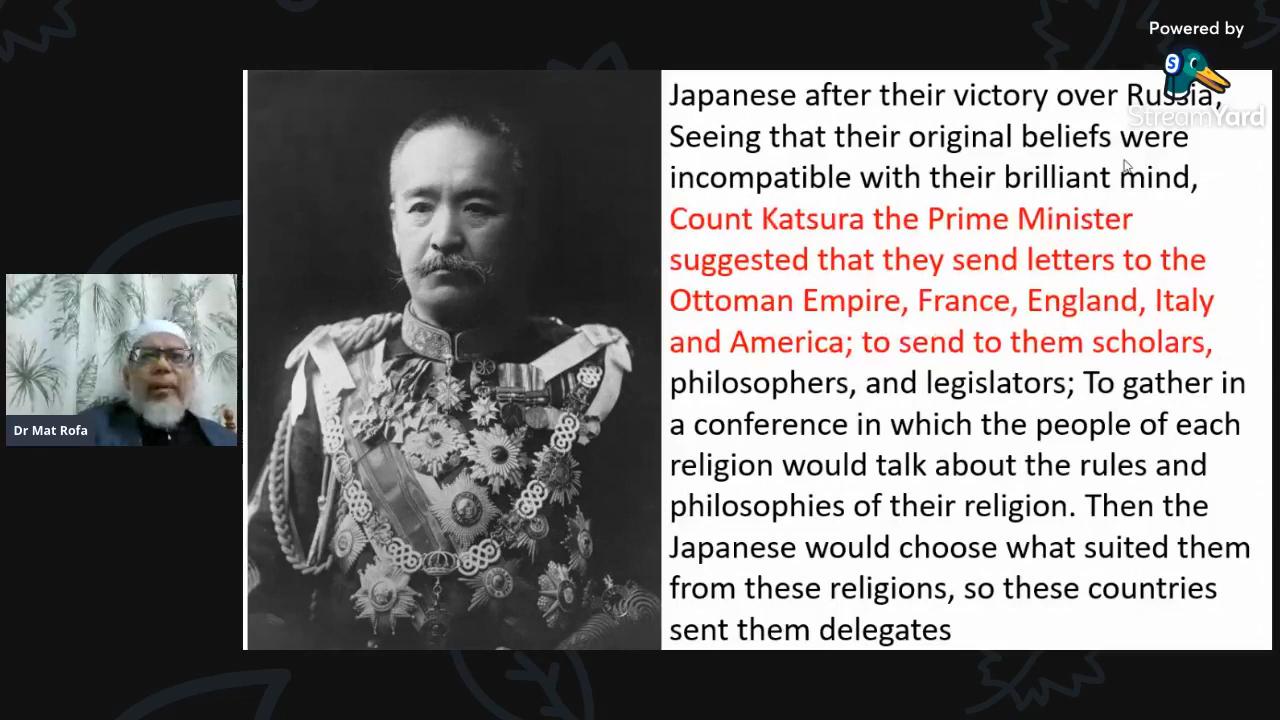 Powered by
StreamYard
Japanese after their victory over Russia,
Seeing that their original beliefs were
incompatible with their brilliant mind,
Count Katsura the Prime Minister
suggested that they send letters to the
Ottoman Empire, France, England, Italy
and America; to send to them scholars,
philosophers, and legislators; To gather in
a conference in which the people of each
religion would talk about the rules and
philosophies of their religion. Then the
Japanese would choose what suited them
from these religions, so these countries
sent them delegates
Dr Mat Rofa